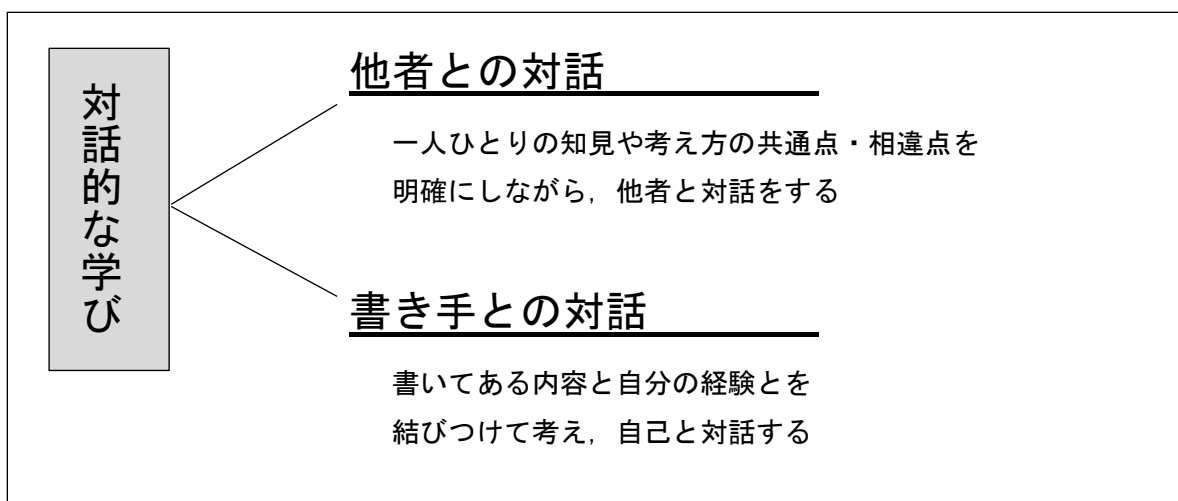 対話的な学び
他者との対話
一人ひとりの知見や考え方の共通点・相違点を
明確にしながら，他者と対話をする
書き手との対話
書いてある内容と自分の経験とを
結びつけて考え，自己と対話する